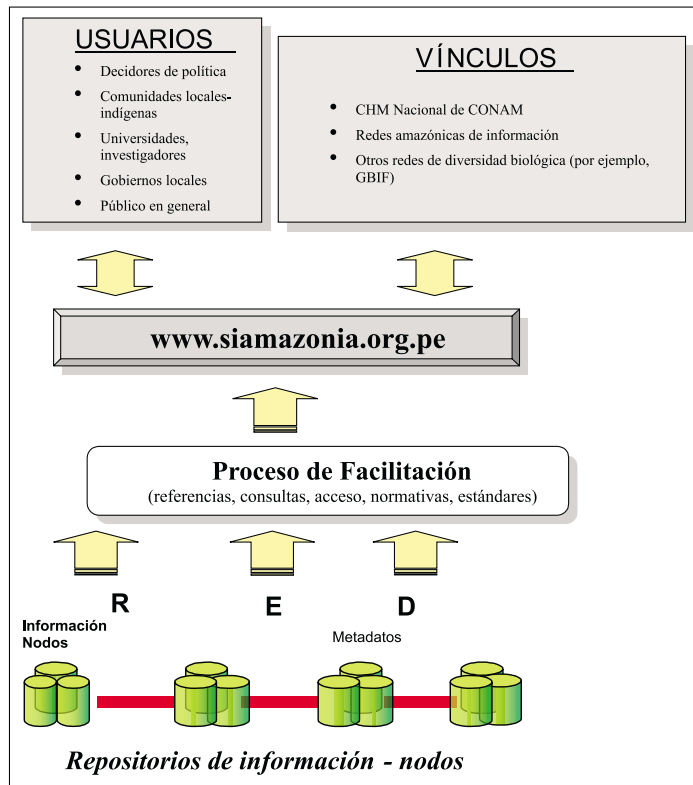 USUARIOS
• Decidores de política
• Comunidades locales-
indígenas
• Universidades,
investigadores
• Gobiernos locales
• Público en general
VÍNCULOS
• CHM Nacional de CONAM
• Redes amazónicas de información
• Otros redes de diversidad biológica (por ejemplo,
GBIF)
www.siamazonia.org.pe
Proceso de Facilitación
(referencias, consultas, acceso, normativas, estándares)
R E D
Información
Nodos
Metadatos
Repositorios de información - nodos